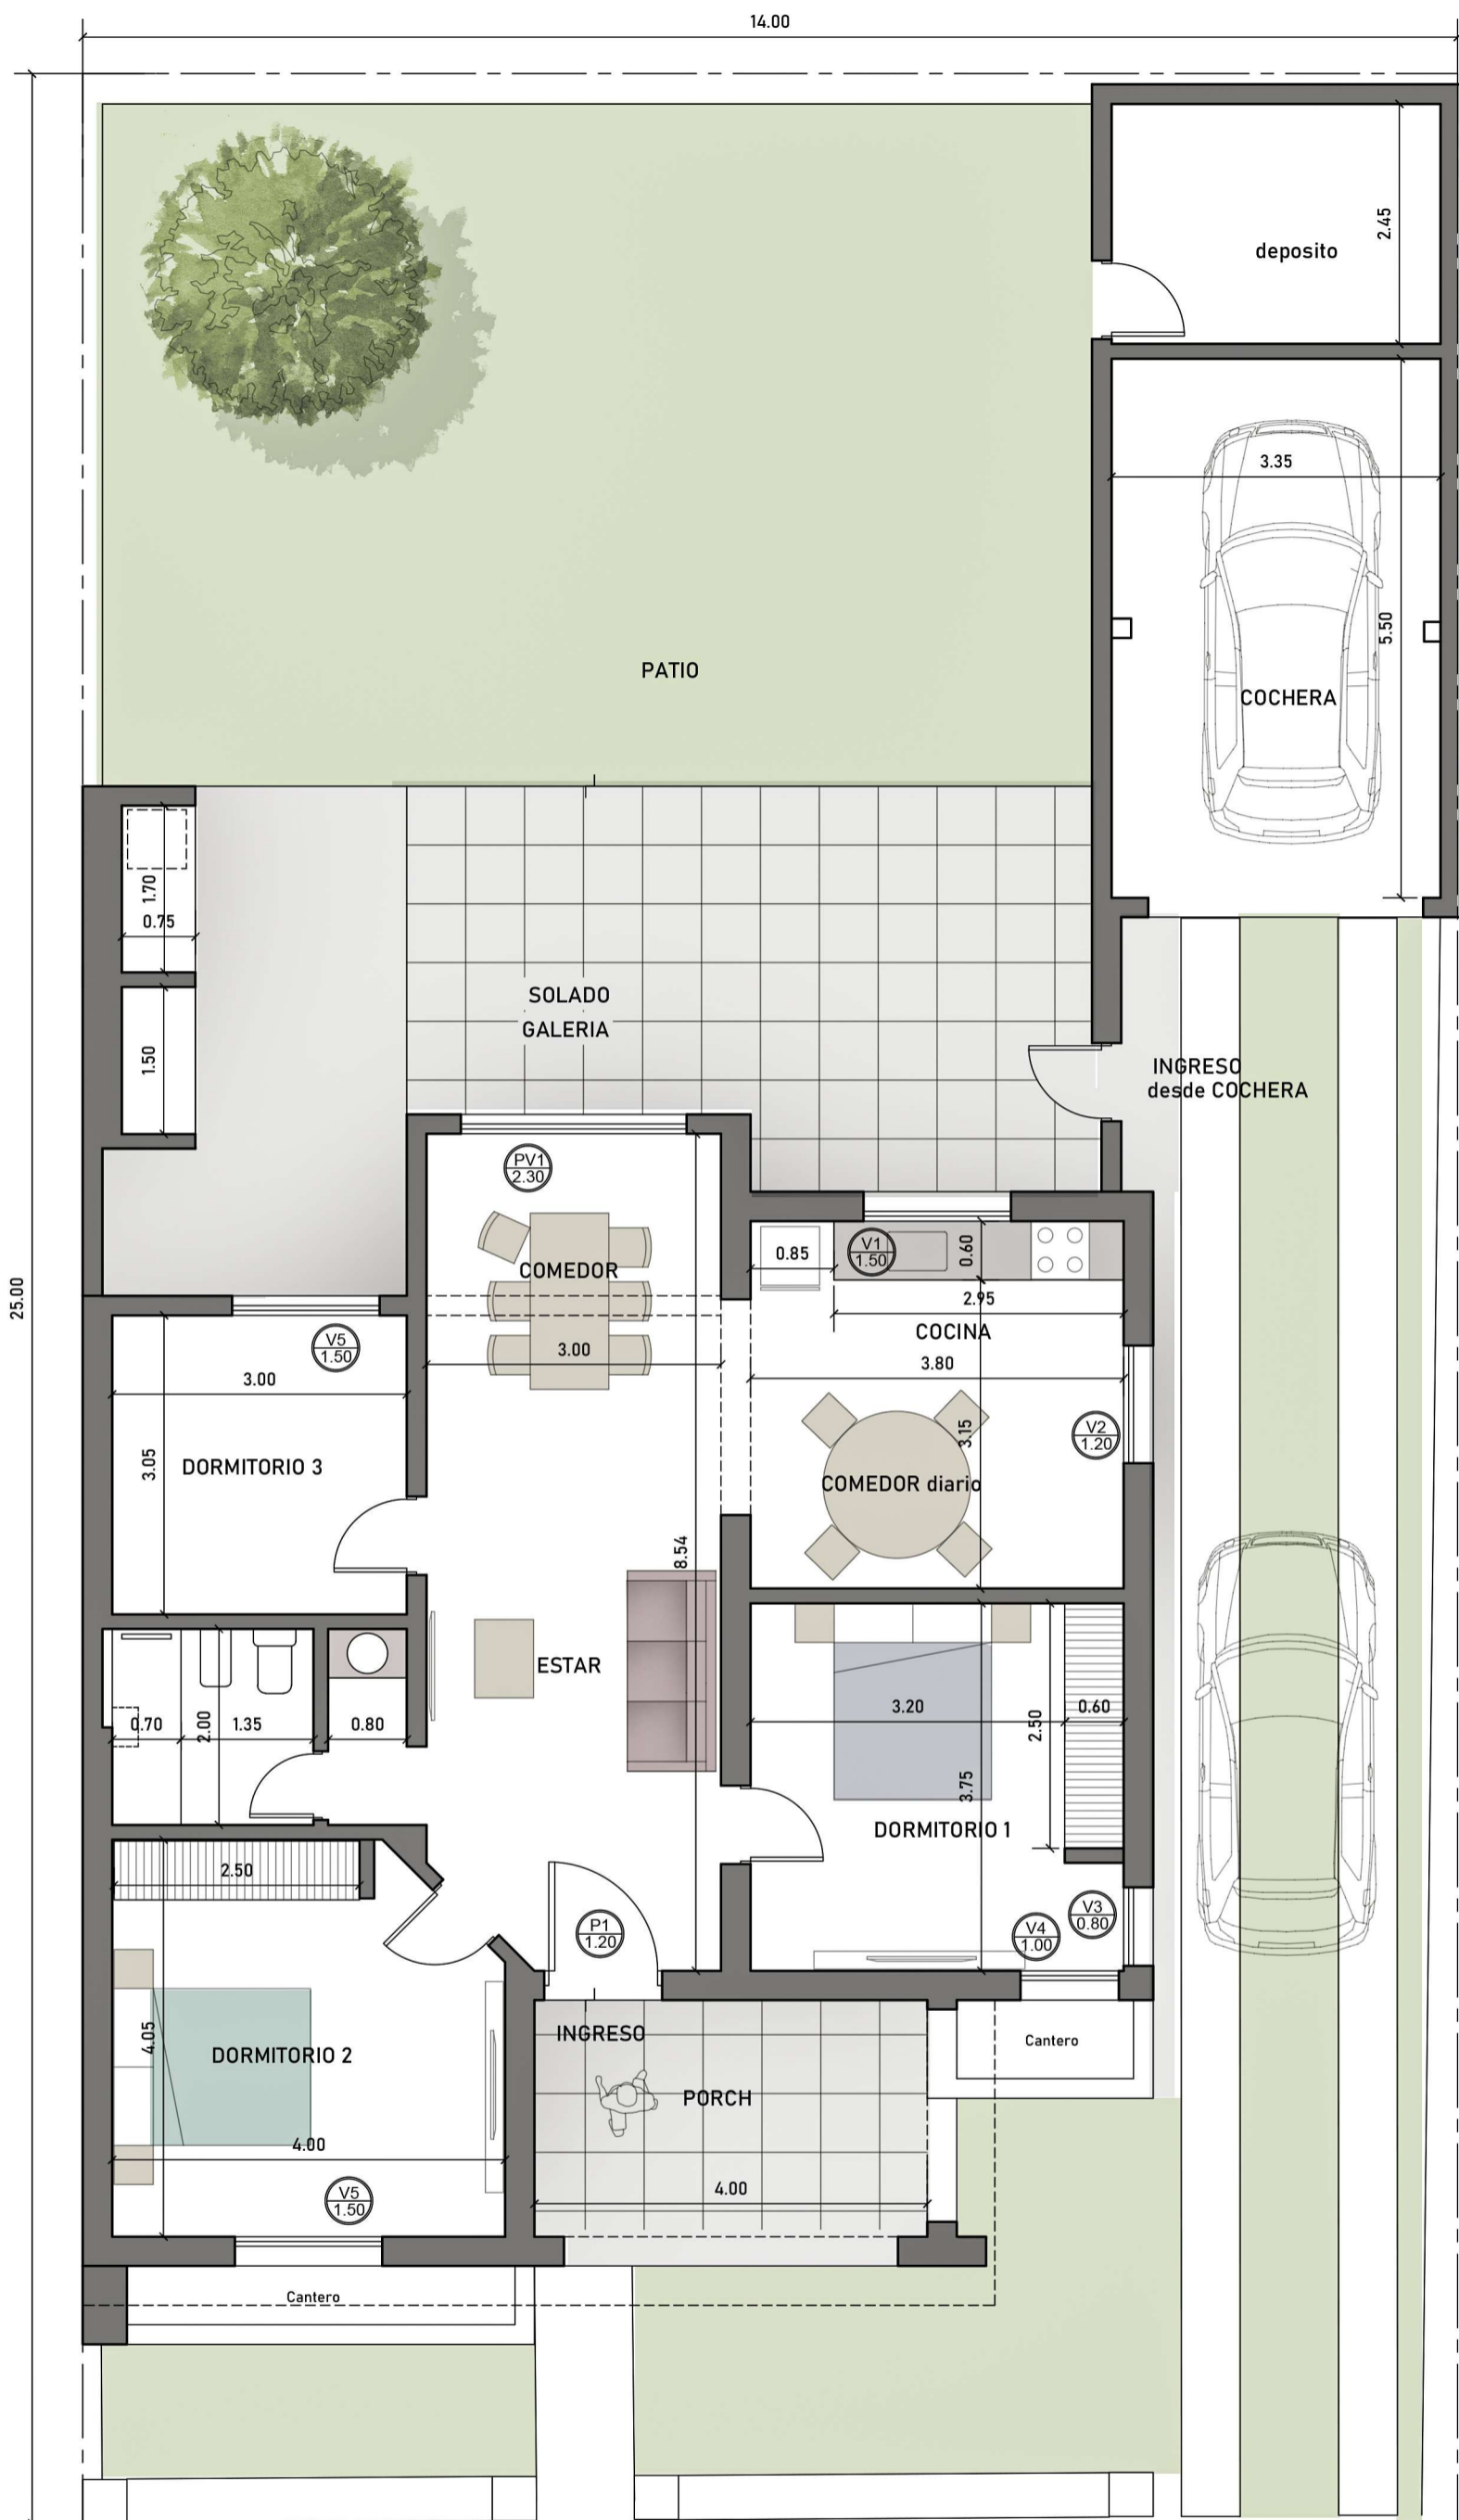 14.00
2.45
deposito
3.35
5.50
PATIO
COCHERA
1.70
0.75
SOLADO
GALERIA
1.50
INGRESO
desde COCHERA
25.00
PV1
2.30
0.85
V1
1.50
0.60
COMEDOR
2.95
COCINA
V5
1.50
3.00
3.80
3.00
V2
1.20
3.15
3.05
DORMITORIO 3
COMEDOR diario
8.54
ESTAR
0.70
2.00
1.35
0.80
3.20
2.50
0.60
3.75
DORMITORIO 1
2.50
P1
1.20
V3
0.80
V4
1.00
4.05
DORMITORIO 2
INGRESO
Cantero
PORCH
4.00
V5
1.50
4.00
Cantero